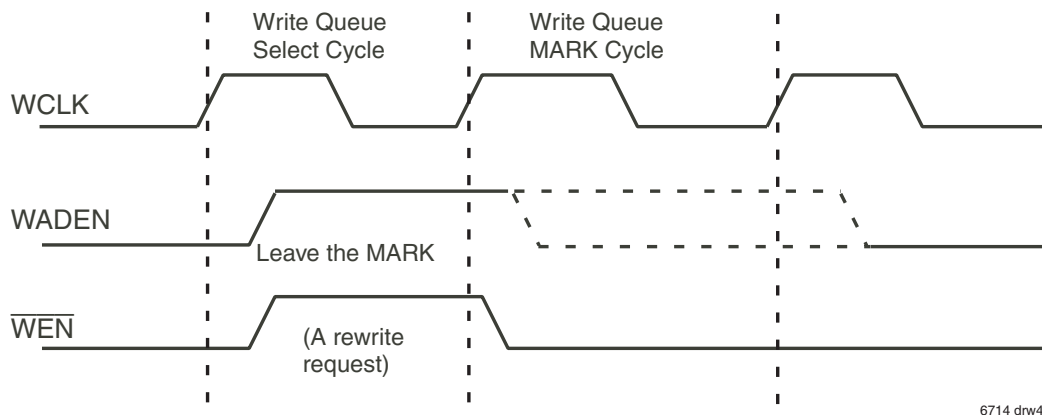 Write Queue
Select Cycle
Write Queue
MARK Cycle
WCLK
WADEN
Leave the MARK
WEN
(A rewrite
request)
6714 drw4